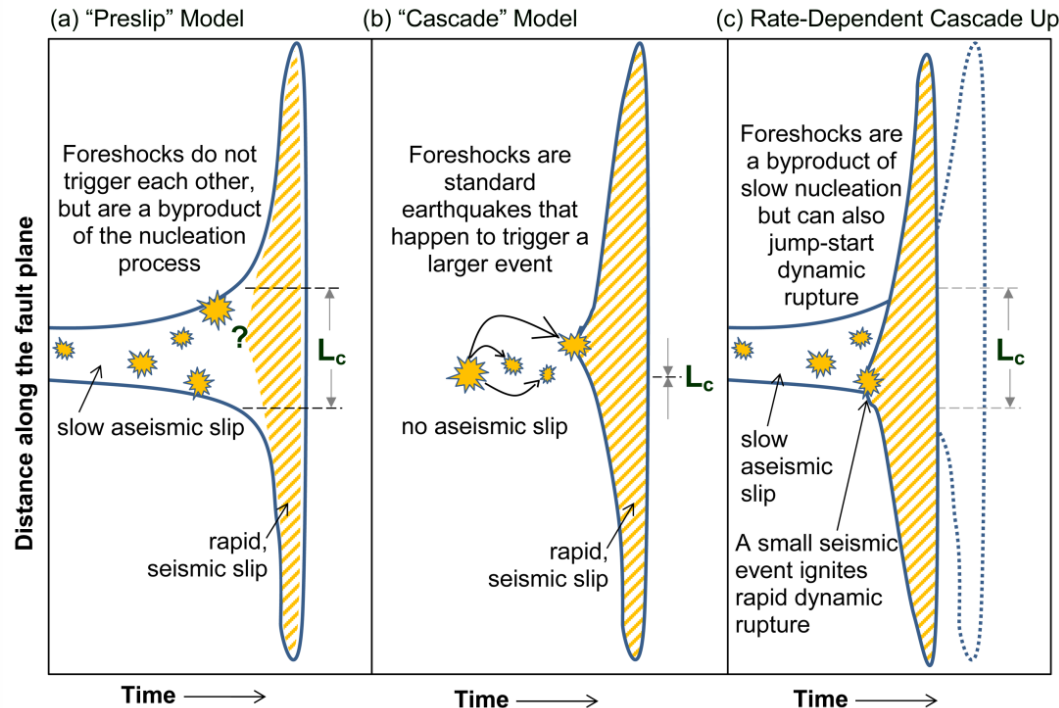 (a) “Preslip” Model
Foreshocks do not
trigger each other,
but are a byproduct
of the nucleation
process
?
Lc
slow aseismic slip
rapid,
seismic slip
Distance along the fault plane
Time
(b) “Cascade” Model
Foreshocks are
standard
earthquakes that
happen to trigger a
larger event
Lc
no aseismic slip
rapid,
seismic slip
Time
(c) Rate-Dependent Cascade Up
Foreshocks are
a byproduct of
slow nucleation
but can also
jump-start
dynamic
rupture
Lc
slow
aseismic
slip
A small seismic
event ignites
rapid dynamic
rupture
Time